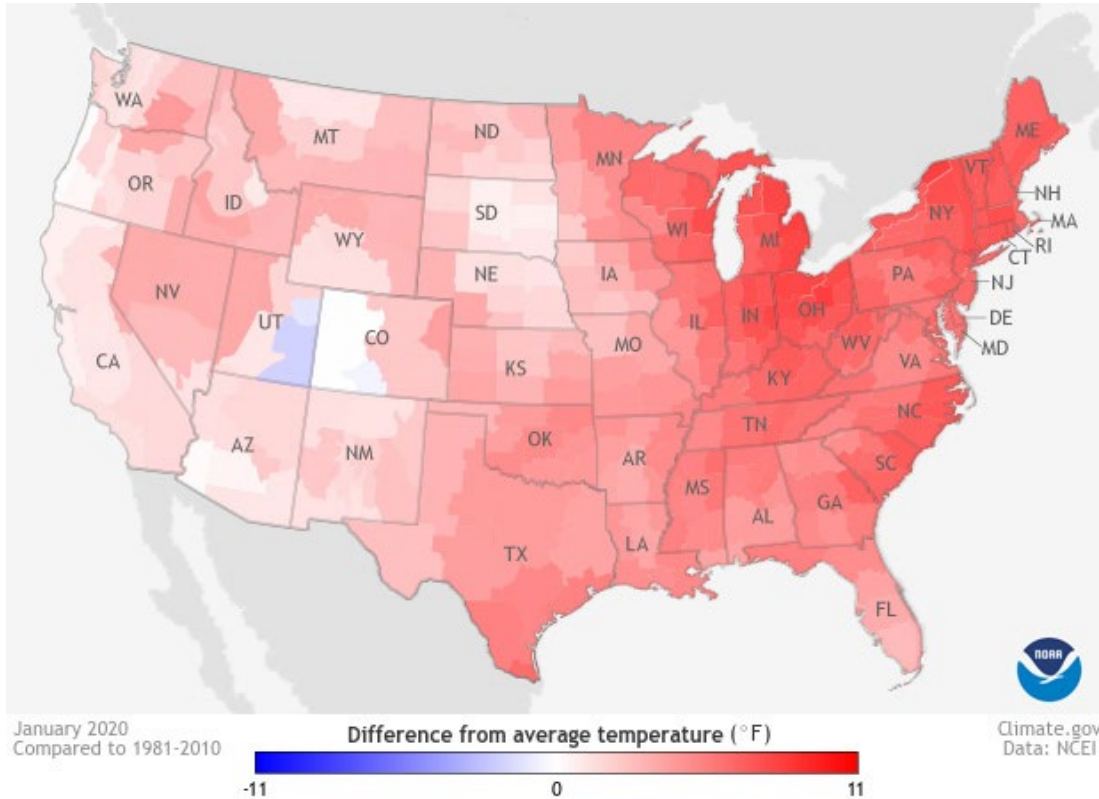 WA
MT
ND
MN
ME
VT
NH
OR
ID
SD
WI
NY
MA
WY
MI
RI
CT
NE
IA
PA
NJ
NV
UT
CO
IL
IN
OH
DE
MD
CA
KS
MO
WV
VA
KY
AZ
NM
OK
AR
TN
NC
SC
MS
AL
GA
TX
LA
FL
NOAA
January 2020
Compared to 1981-2010
Difference from average temperature (°F)
-11
0
11
Climate.gov
Data: NCEI